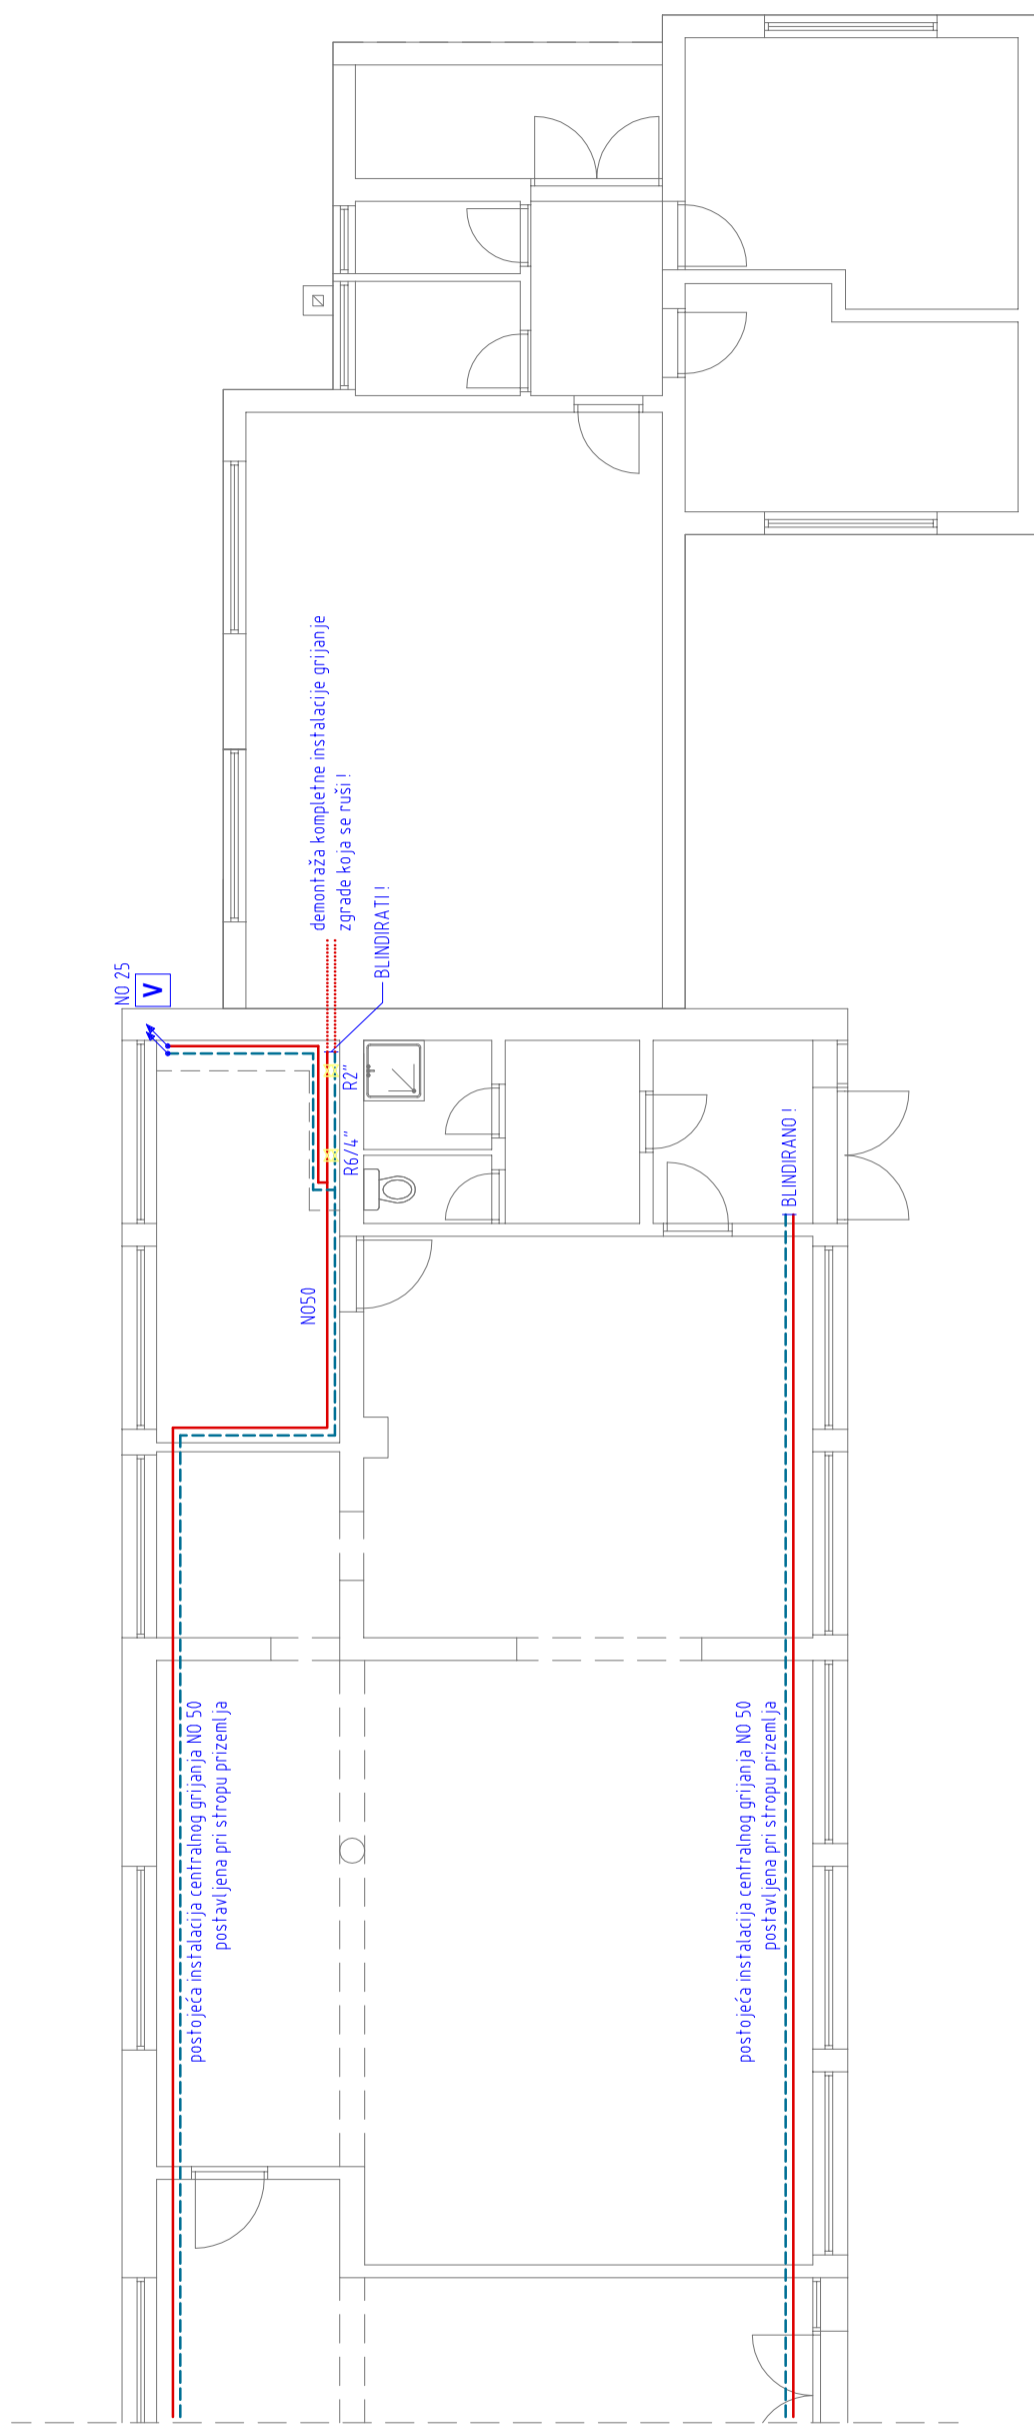 demontaža kompletne instalacije grijanje
zgrade koja se ruši !
BLINDIRATI !
NO 25
V
R2"
R6/4"
NO50
BLINDIRANO !
postojeća instalacija centralnog grijanja NO 50
postavljena pri stropu prizemlja
postojeća instalacija centralnog grijanja NO 50
postavljena pri stropu prizemlja